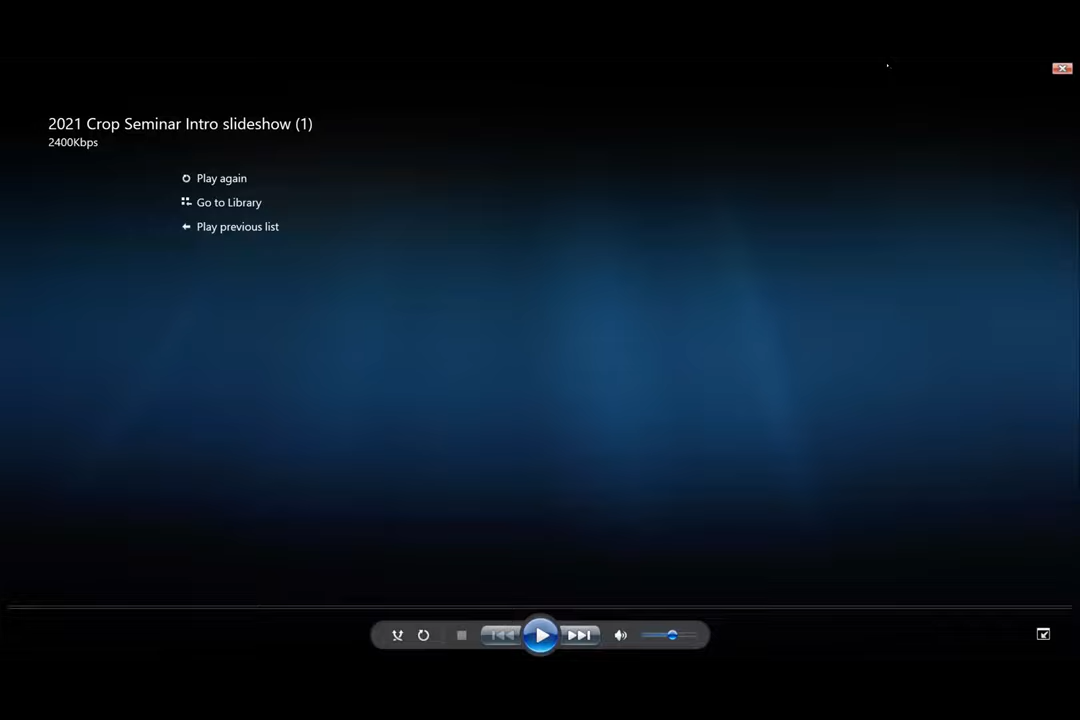 2021 Crop Seminar Intro slideshow (1)
2400Kbps
Play again
Go to Library
Play previous list